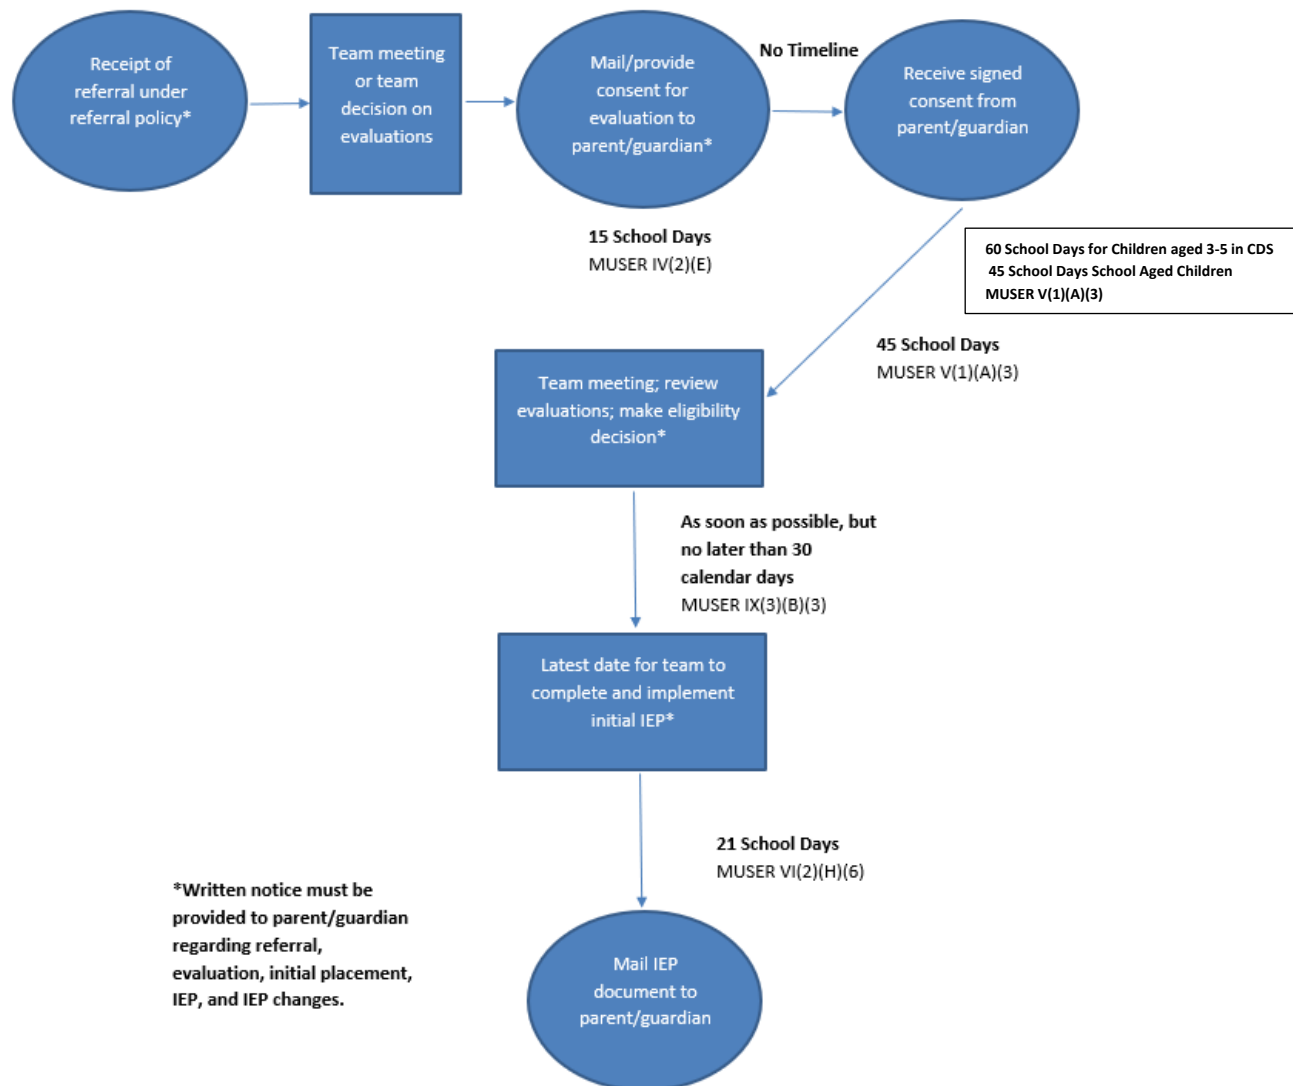 Receipt of
referral under
referral policy*
Team meeting
or team
decision on
evaluations
Mail/provide
consent for
evaluation to
parent/guardian*
No Timeline
Receive signed
consent from
parent/guardian
15 School Days
MUSER IV(2)(E)
60 School Days for Children aged 3-5 in CDS
45 School Days School Aged Children
MUSER V(1)(A)(3)
45 School Days
MUSER V(1)(A)(3)
Team meeting; review
evaluations; make eligibility
decision*
As soon as possible, but
no later than 30
calendar days
MUSER IX(3)(B)(3)
Latest date for team to
complete and implement
initial IEP*
21 School Days
MUSER VI(2)(H)(6)
*Written notice must be
provided to parent/guardian
regarding referral,
evaluation, initial placement,
IEP, and IEP changes.
Mail IEP
document to
parent/guardian